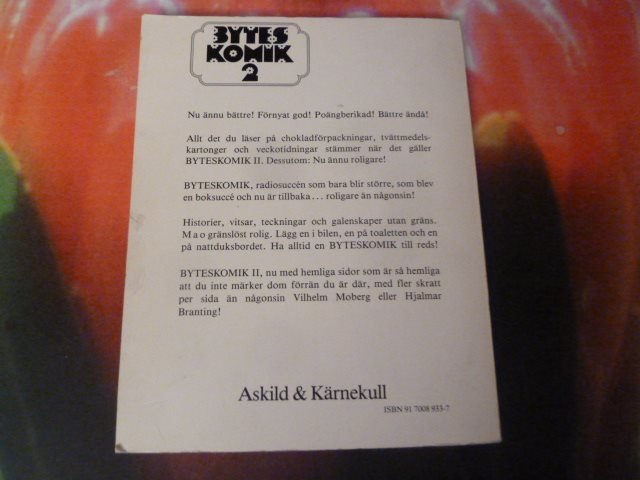 BYTES
KOMIK
2
Nu ännu bättre! Förnyat god! Poängberikad! Bättre ändå!
Allt det du läser på chokladförpackningar, tvättmedels-
kartonger och veckotidningar stämmer när det gäller
BYTESKOMIK II. Dessutom: Nu ännu roligare!
BYTESKOMIK, radiosuccén som bara blir större, som blev
en boksuccé och nu är tillbaka... roligare än någonsin!
Historier, vitsar, teckningar och galenskaper utan gräns.
M a o gränslöst rolig. Lägg en i bilen, en på toaletten och en
på nattduksbordet. Ha alltid en BYTESKOMIK till reds!
BYTESKOMIK II, nu med hemliga sidor som är så hemliga
att du inte märker dom förrän du är där, med fler skratt
per sida än någonsin Vilhelm Moberg eller Hjalmar
Branting!
Askild & Kärnekull
ISBN 91 7008 933-7